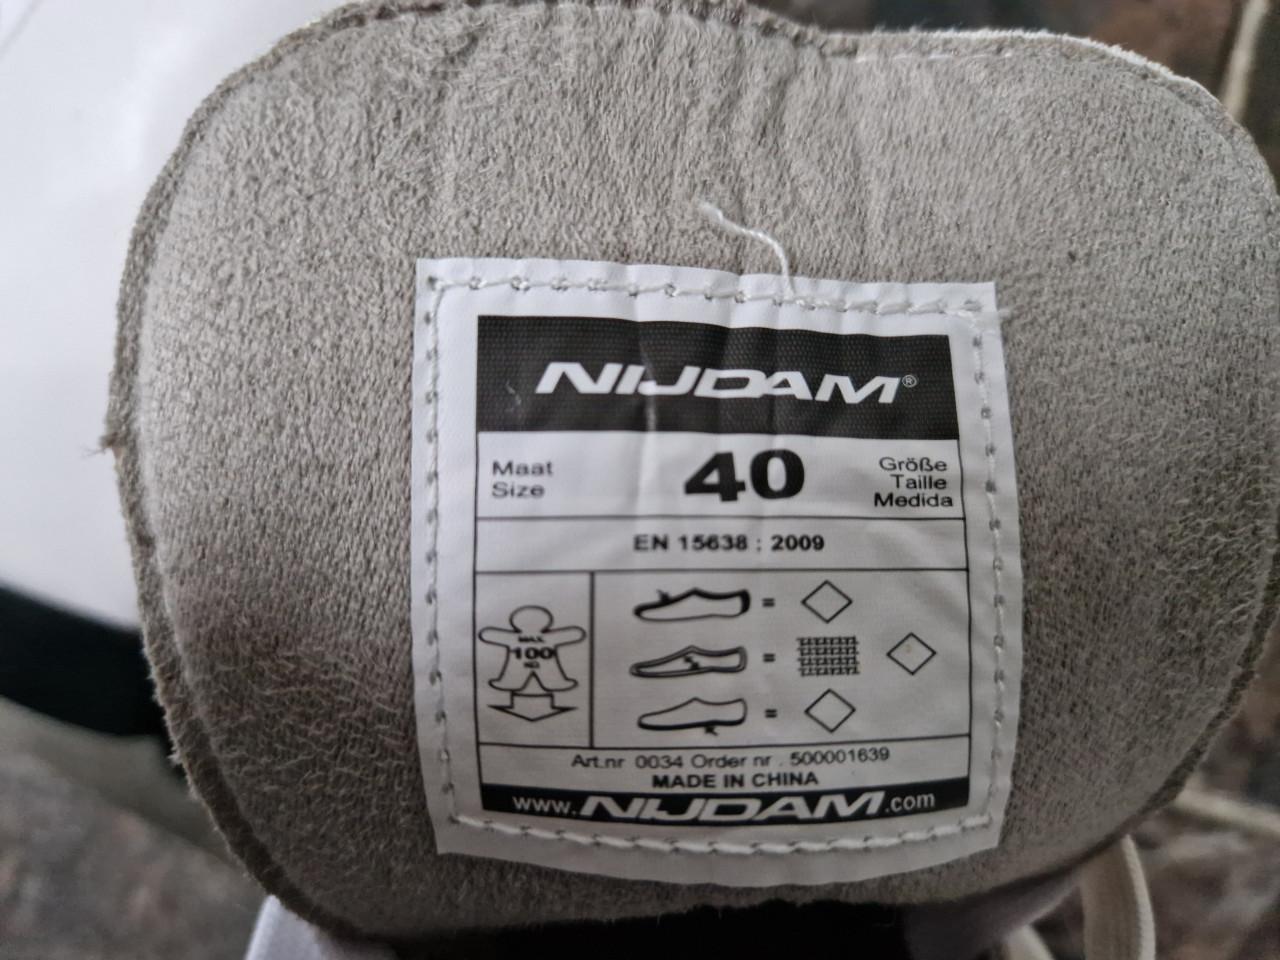 NIJDAM®
Maat
Size
40
Größe
Taille
Medida
EN 15638 : 2009
MAX.
100
KG
=
=
=
Art.nr 0034 Order nr . 500001639
MADE IN CHINA
www.NIJDAM.com